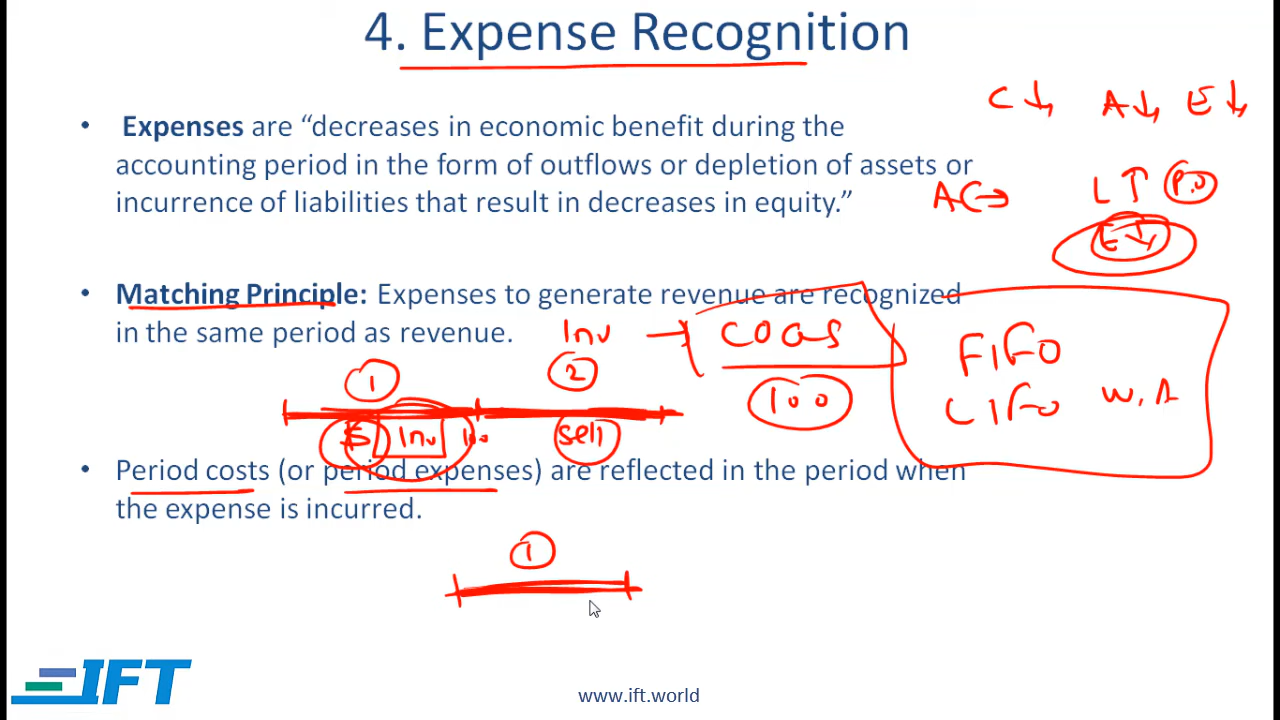 4. Expense Recognition
C↓ A↓ E↓
• Expenses are “decreases in economic benefit during the
accounting period in the form of outflows or depletion of assets or
incurrence of liabilities that result in decreases in equity.”
L↑ P.O
E↓
• Matching Principle: Expenses to generate revenue are recognized
in the same period as revenue.
Inv → COGS
FIFO
1 2 100
LIFO W.A
Inv sell
• Period costs (or period expenses) are reflected in the period when
the expense is incurred.
1
IFT
www.ift.world